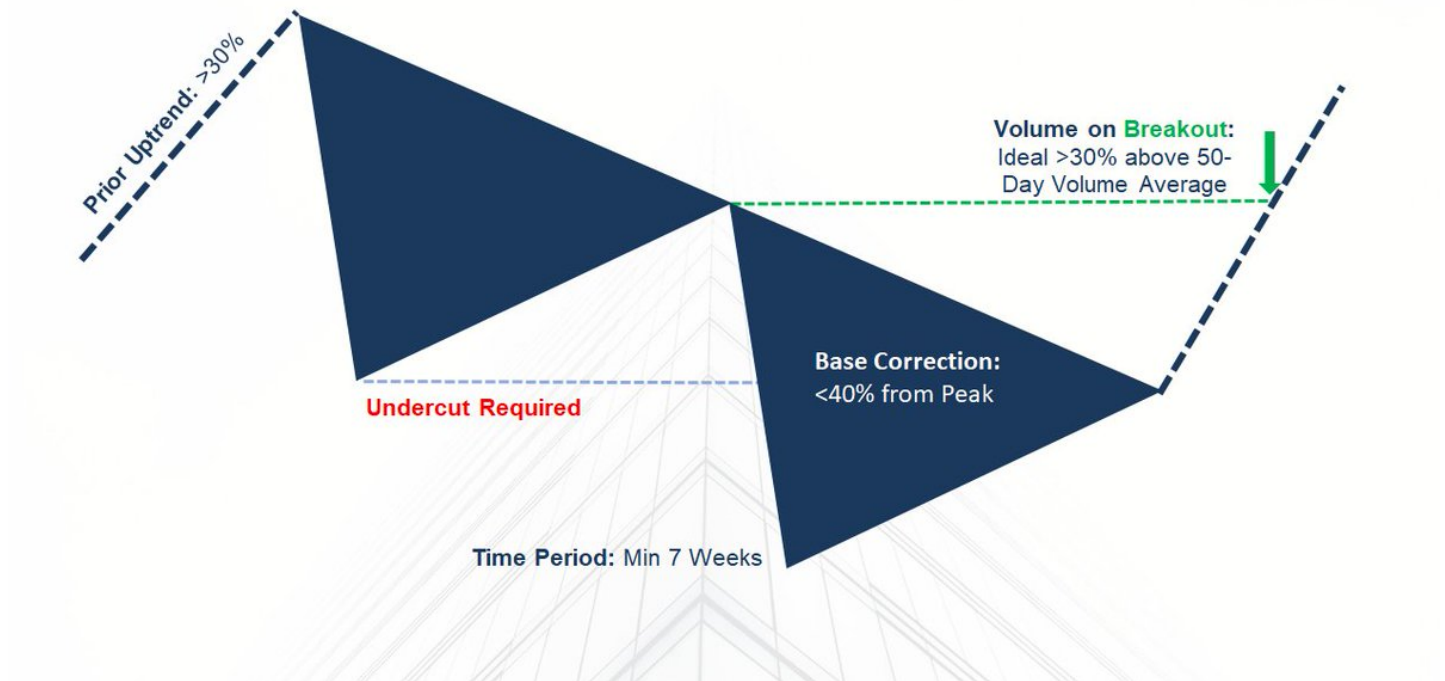 Prior Uptrend: >30%
Volume on Breakout:
Ideal >30% above 50-
Day Volume Average
Base Correction:
<40% from Peak
Undercut Required
Time Period: Min 7 Weeks